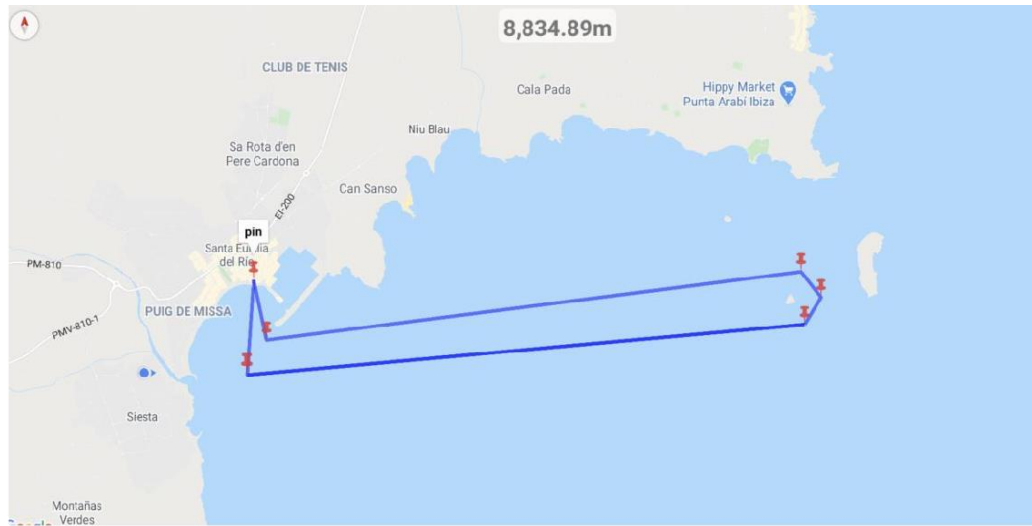 8,834.89m
CLUB DE TENIS
Cala Pada
Hippy Market
Punta Arabí Ibiza
Niu Blau
Sa Rota d'en
Pere Cardona
Can Sanso
EI-200
pin
Santa Eulalia
del Río
PM-810
PUIG DE MISSA
PMV-810-1
Siesta
Montañas
Verdes